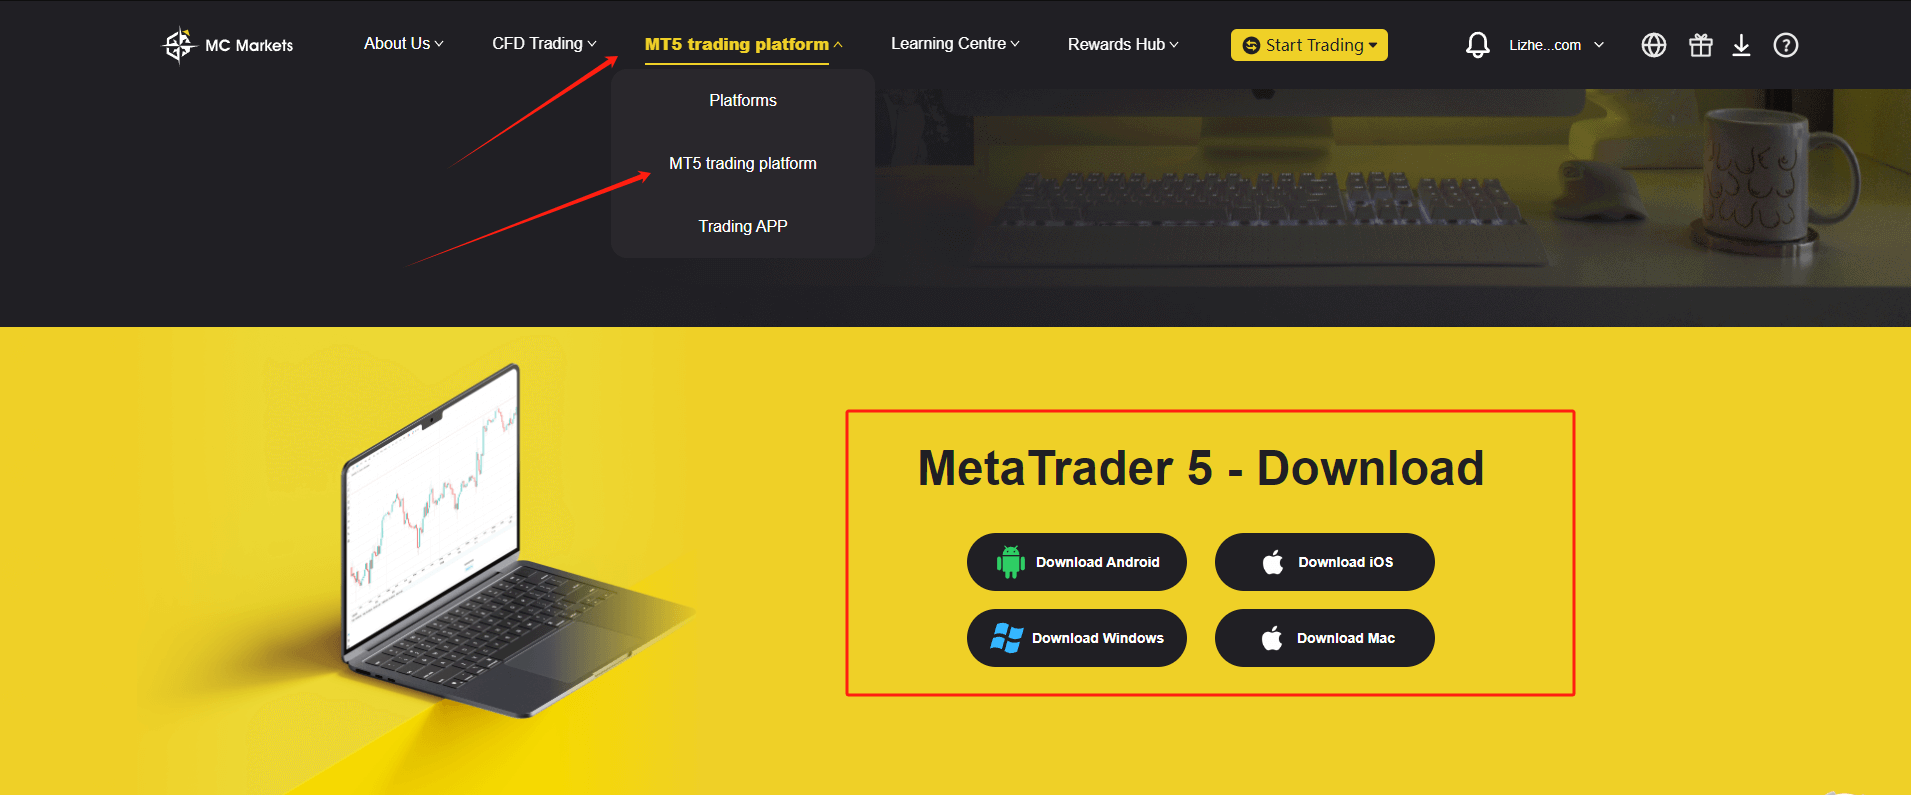 MC Markets
About Us
CFD Trading
MT5 trading platform
Learning Centre
Rewards Hub
Start Trading
Lizhe...com
Platforms
MT5 trading platform
Trading APP
MetaTrader 5 - Download
Download Android
Download iOS
Download Windows
Download Mac